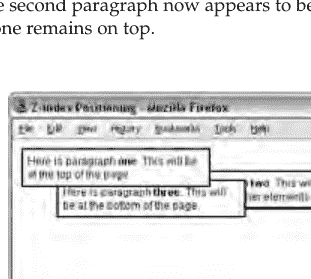 e second paragraph now appears to be
one remains on top.
Z-index Positioning - Mozilla Firefox
File Edit View History Bookmarks Tools Help
Here is paragraph one. This will be
at the top of the page
two. This wi
Here is paragraph three. This will
er elements
be at the bottom of the page.